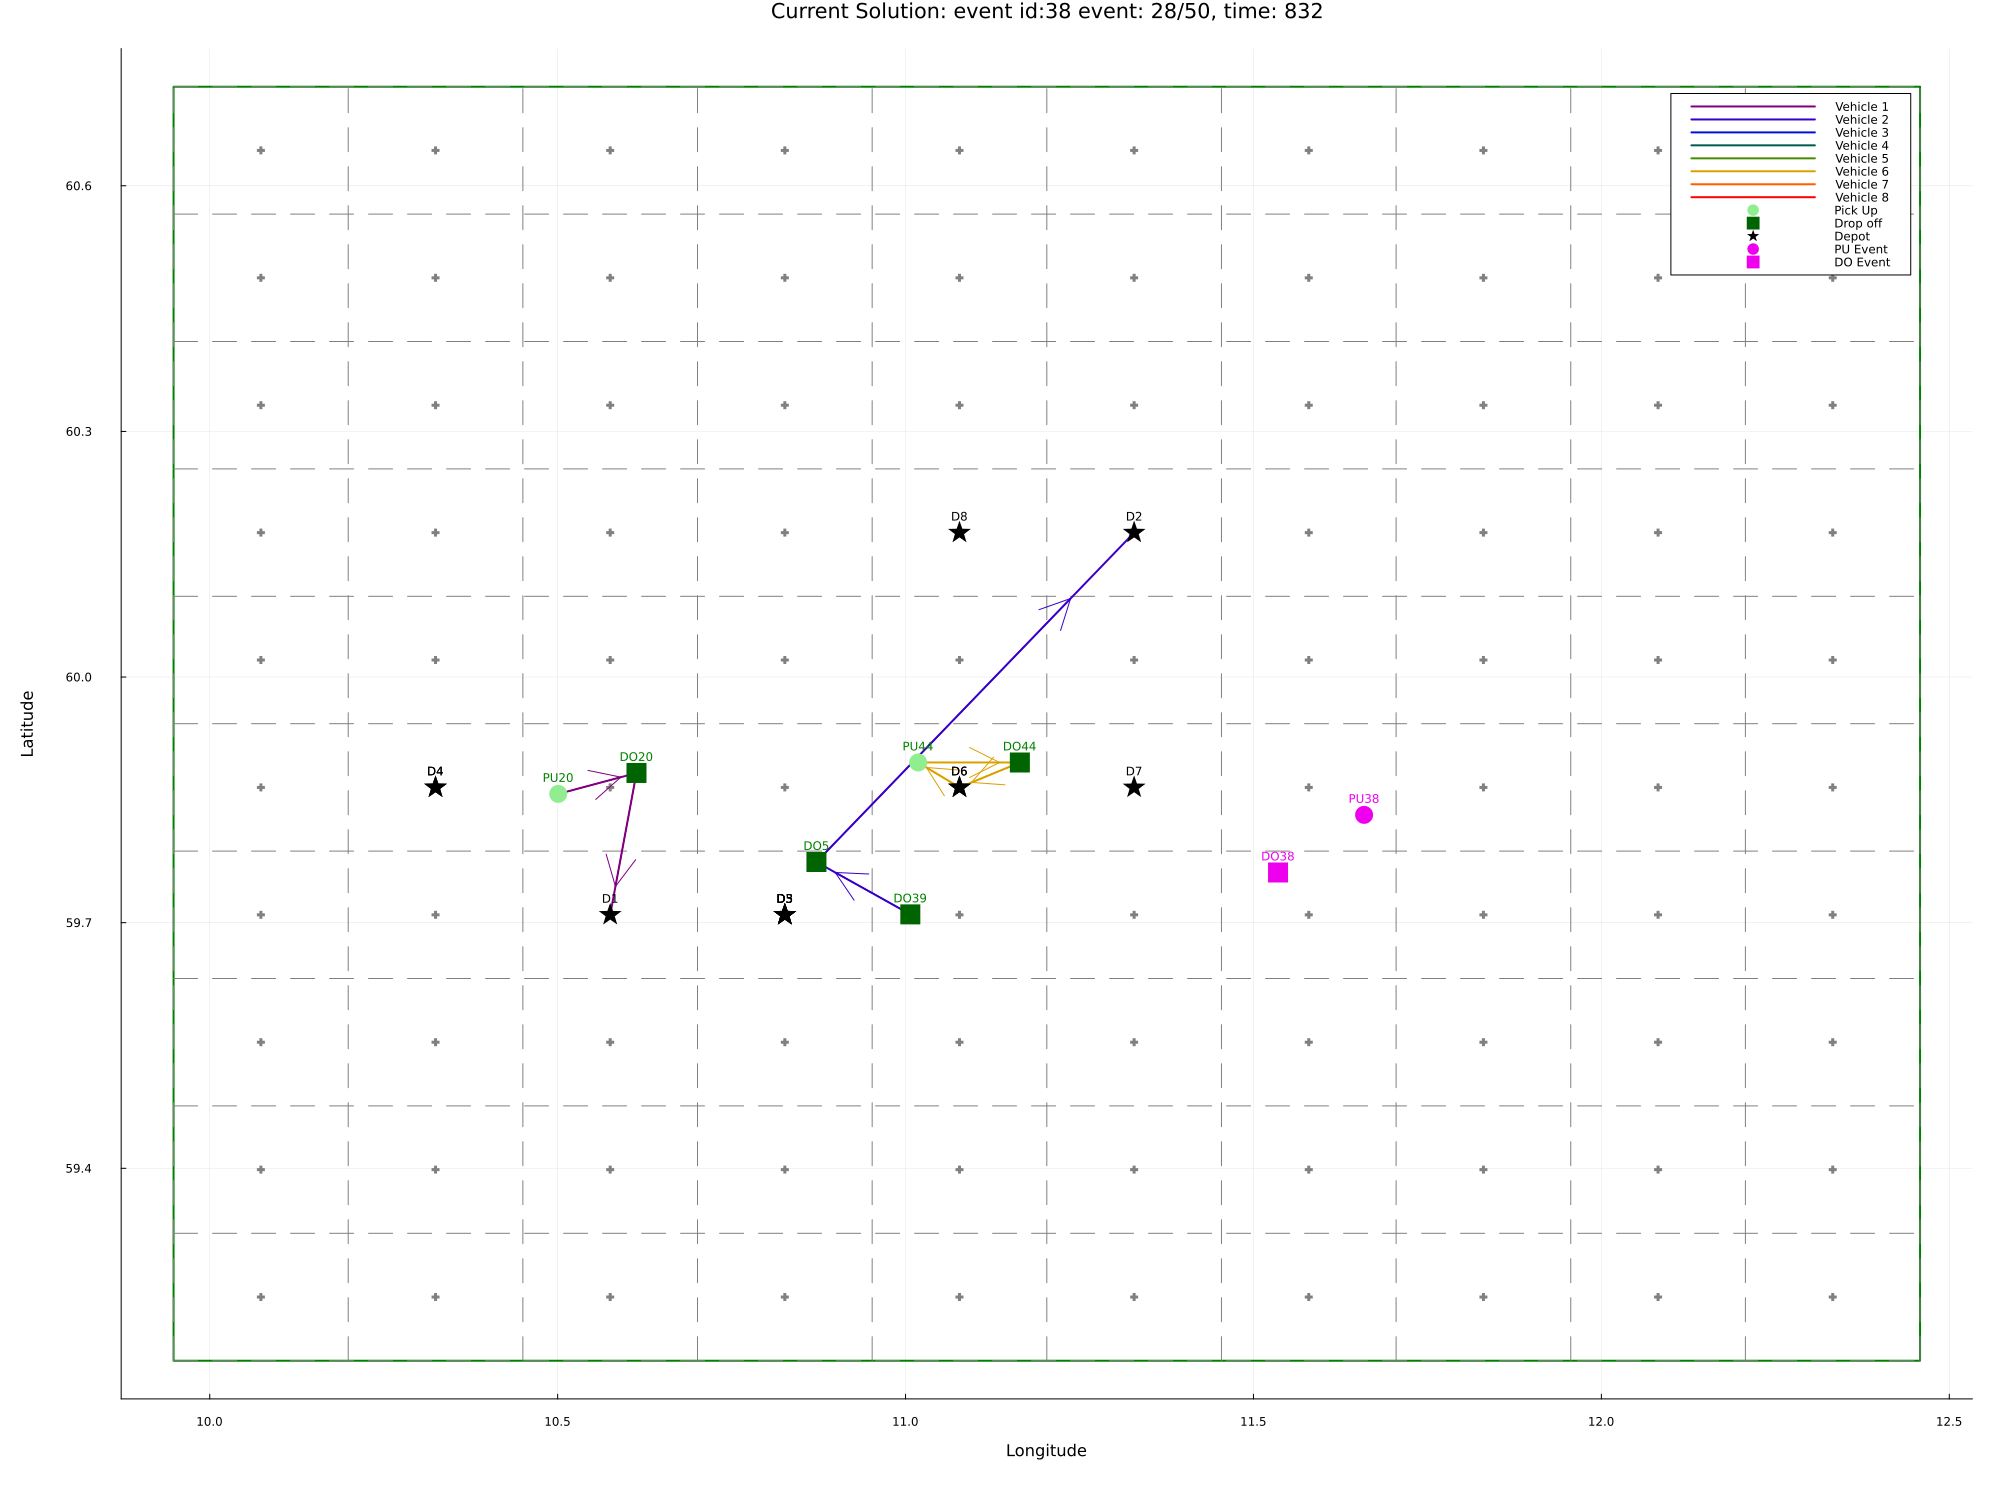 Current Solution: event id:38 event: 28/50, time: 832
Vehicle 1
Vehicle 2
Vehicle 3
Vehicle 4
Vehicle 5
Vehicle 6
Vehicle 7
Vehicle 8
Pick Up
Drop off
Depot
PU Event
DO Event
60.6
60.3
60.0
59.7
59.4
Latitude
D8
D2
PU44
DO44
DO20
D4
PU20
D6
D7
PU38
DO5
DO38
D1
DO39
10.0
10.5
11.0
11.5
12.0
12.5
Longitude